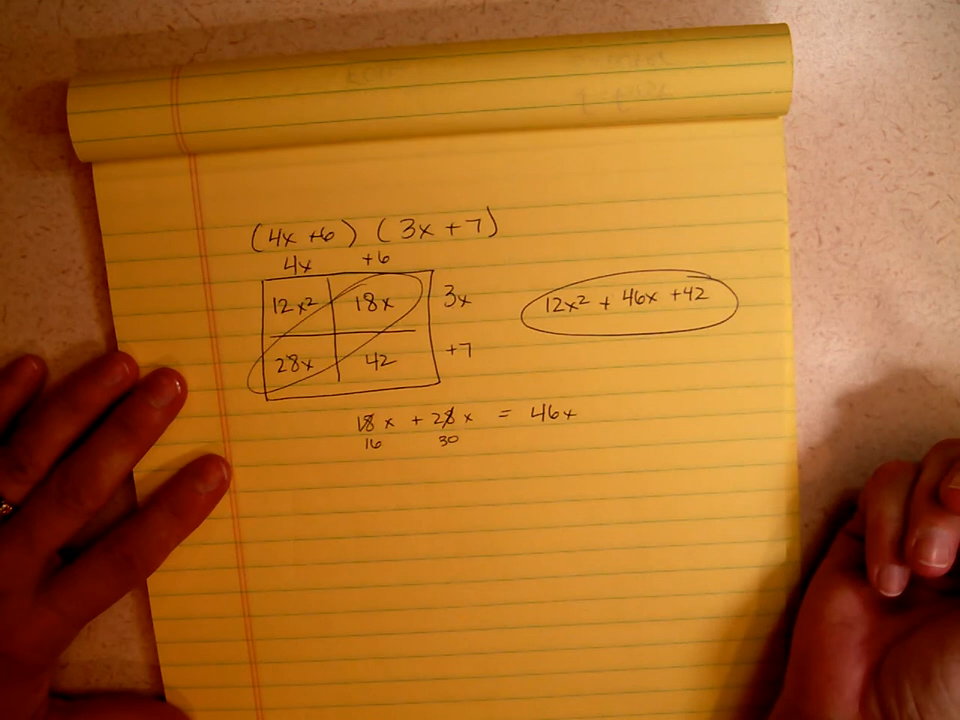 (4x +6) (3x + 7)
4x +6
12x² 18x 3x
12x² + 46x +42
28x 42 +7
18x + 28x = 46x
16 30